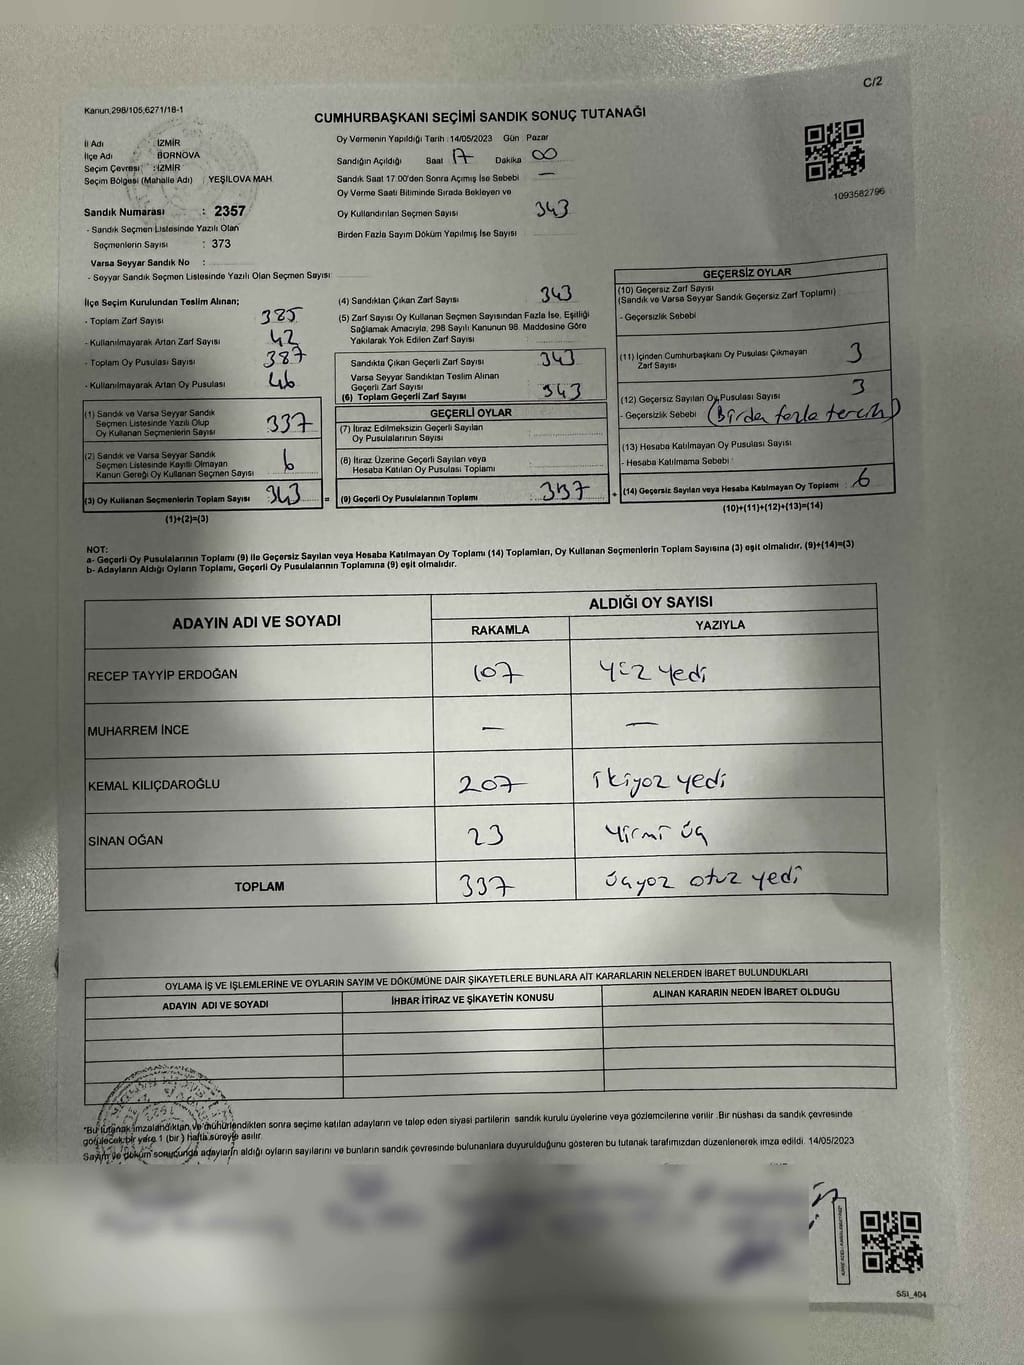 C/2
Kanun,298/105,6271/18-1
CUMHURBAŞKANI SEÇİMİ SANDIK SONUÇ TUTANAĞI
İl Adı : İZMİR
İlçe Adı : BORNOVA
Seçim Çevresi : İZMİR
Seçim Bölgesi (Mahalle Adı) : YEŞİLOVA MAH.
Sandık Numarası : 2357
- Sandık Seçmen Listesinde Yazılı Olan
Seçmenlerin Sayısı : 373
Varsa Seyyar Sandık No :
- Seyyar Sandık Seçmen Listesinde Yazılı Olan Seçmen Sayısı
Oy Vermenin Yapıldığı Tarih : 14/05/2023 Gün : Pazar
Sandığın Açıldığı Saat 17 Dakika 00
Sandık Saat 17.00'den Sonra Açımış İse Sebebi —
Oy Verme Saati Bitiminde Sırada Bekleyen ve
Oy Kullandırılan Seçmen Sayısı 343
Birden Fazla Sayım Döküm Yapılmış İse Sayısı
1093582796
İlçe Seçim Kurulundan Teslim Alınan;
- Toplam Zarf Sayısı 385
- Kullanılmayarak Artan Zarf Sayısı 42
- Toplam Oy Pusulası Sayısı 387
- Kullanılmayarak Artan Oy Pusulası 46
(1) Sandık ve Varsa Seyyar Sandık
Seçmen Listesinde Yazılı Olup
Oy Kullanan Seçmenlerin Sayısı 337
(2) Sandık ve Varsa Seyyar Sandık
Seçmen Listesinde Kayıtlı Olmayan
Kanun Gereği Oy Kullanan Seçmen Sayısı 6
(3) Oy Kullanan Seçmenlerin Toplam Sayısı 343 =
(1)+(2)=(3)
(4) Sandıktan Çıkan Zarf Sayısı 343
(5) Zarf Sayısı Oy Kullanan Seçmen Sayısından Fazla İse, Eşitliği
Sağlamak Amacıyla, 298 Sayılı Kanunun 98. Maddesine Göre
Yakılarak Yok Edilen Zarf Sayısı
Sandıkta Çıkan Geçerli Zarf Sayısı 343
Varsa Seyyar Sandıktan Teslim Alınan
Geçerli Zarf Sayısı
(6) Toplam Geçerli Zarf Sayısı 343
GEÇERLİ OYLAR
(7) İtiraz Edilmeksizin Geçerli Sayılan
Oy Pusulalarının Sayısı
(8) İtiraz Üzerine Geçerli Sayılan veya
Hesaba Katılan Oy Pusulası Toplamı
(9) Geçerli Oy Pusulalarının Toplamı 337 +
GEÇERSİZ OYLAR
(10) Geçersiz Zarf Sayısı
(Sandık ve Varsa Seyyar Sandık Geçersiz Zarf Toplamı)
- Geçersizlik Sebebi
(11) İçinden Cumhurbaşkanı Oy Pusulası Çıkmayan
Zarf Sayısı 3
(12) Geçersiz Sayılan Oy Pusulası Sayısı 3
- Geçersizlik Sebebi (Birden fazla tercih)
(13) Hesaba Katılmayan Oy Pusulası Sayısı
- Hesaba Katılmama Sebebi
(14) Geçersiz Sayılan veya Hesaba Katılmayan Oy Toplamı : 6
(10)+(11)+(12)+(13)=(14)
NOT:
a- Geçerli Oy Pusulalarının Toplamı (9) ile Geçersiz Sayılan veya Hesaba Katılmayan Oy Toplamı (14) Toplamları, Oy Kullanan Seçmenlerin Toplam Sayısına (3) eşit olmalıdır. (9)+(14)=(3)
b- Adayların Aldığı Oyların Toplamı, Geçerli Oy Pusulalarının Toplamına (9) eşit olmalıdır.
ADAYIN ADI VE SOYADI
ALDIĞI OY SAYISI
RAKAMLA YAZIYLA
RECEP TAYYİP ERDOĞAN 107 yüz yedi
MUHARREM İNCE — —
KEMAL KILIÇDAROĞLU 207 ikiyüz yedi
SİNAN OĞAN 23 yirmi üç
TOPLAM 337 üçyüz otuz yedi
OYLAMA İŞ VE İŞLEMLERİNE VE OYLARIN SAYIM VE DÖKÜMÜNE DAİR ŞİKAYETLERLE BUNLARA AİT KARARLARIN NELERDEN İBARET BULUNDUKLARI
ADAYIN ADI VE SOYADI İHBAR İTİRAZ VE ŞİKAYETİN KONUSU ALINAN KARARIN NEDEN İBARET OLDUĞU
*Bu tutanak imzalandıktan ve mühürlendikten sonra seçime katılan adayların ve talep eden siyasi partilerin sandık kurulu üyelerine veya gözlemcilerine verilir. Bir nüshası da sandık çevresinde
görülecek bir yere 1 (bir) hafta süreyle asılır.
Sayım ve döküm sonucunda adayların aldığı oyların sayılarını ve bunların sandık çevresinde bulunanlara duyurulduğunu gösteren bu tutanak tarafımızdan düzenlenerek imza edildi. 14/05/2023
SSI_404